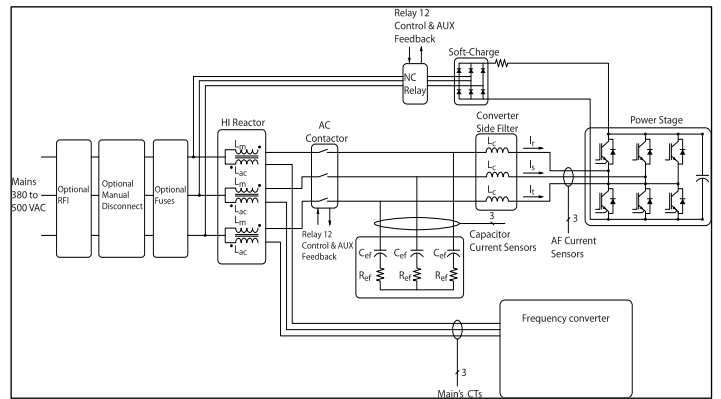 Relay 12
Control & AUX
Feedback
Soft-Charge
NC
Relay
HI Reactor
AC
Contactor
Converter
Side Filter
Power Stage
Mains
380 to
500 VAC
Optional
RFI
Optional
Manual
Disconnect
Optional
Fuses
Lm
Lac
Lm
Lac
Lm
Lac
Lc
Ir
Lc
Is
Lc
It
Relay 12
Control & AUX
Feedback
3
Capacitor
Current Sensors
3
AF Current
Sensors
Cef
Cef
Cef
Ref
Ref
Ref
Frequency converter
3
Main's CTs